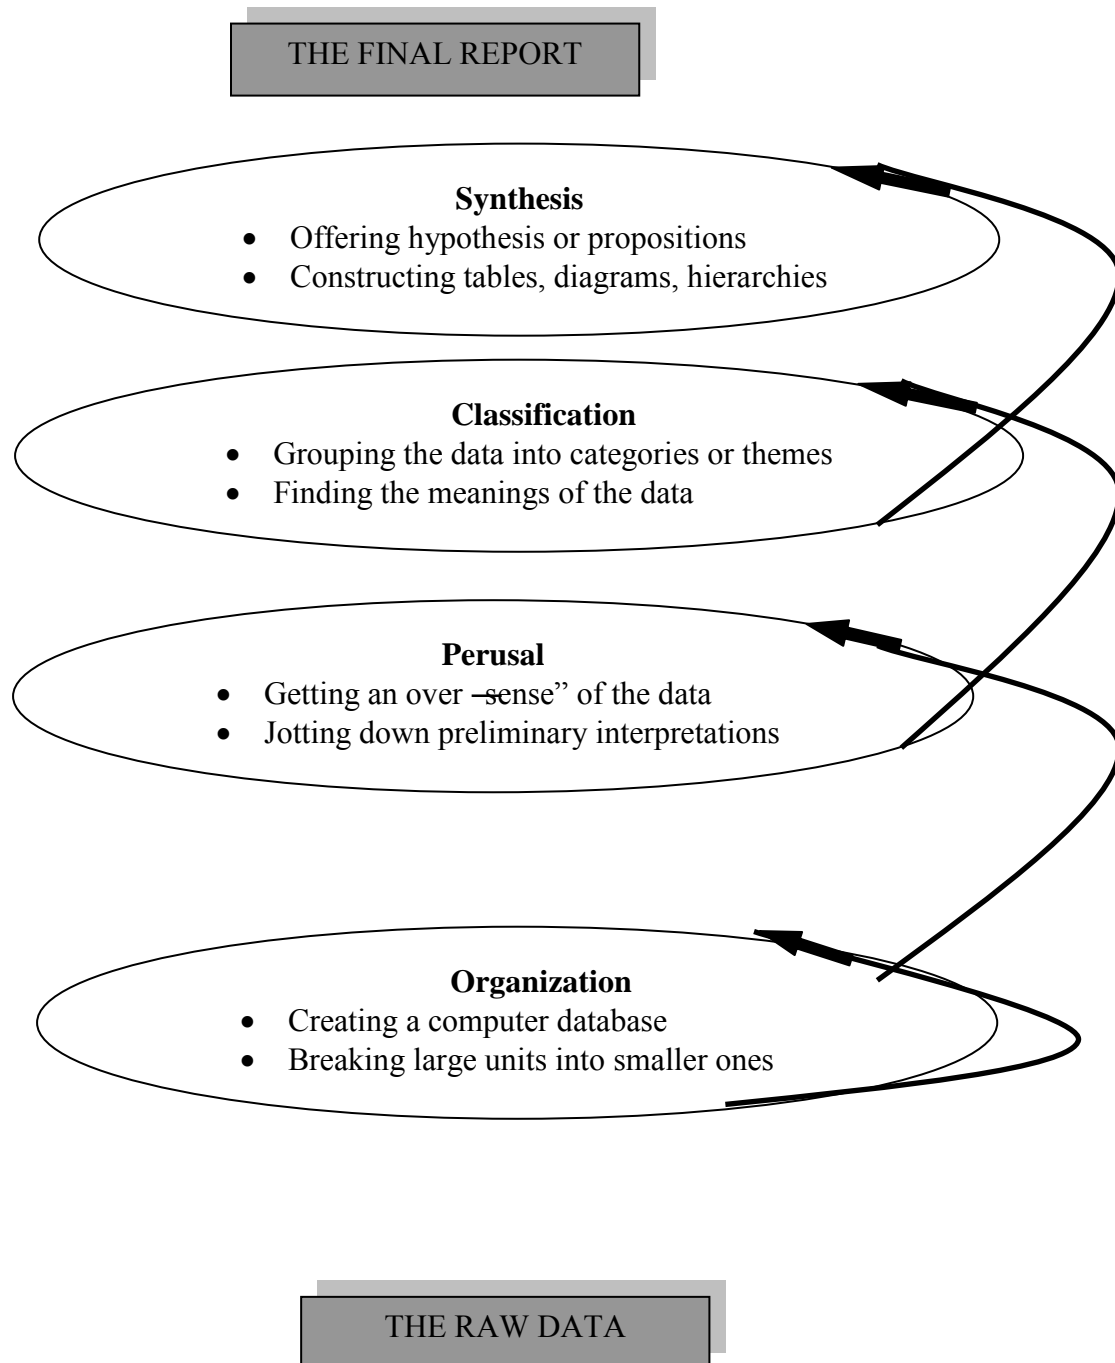 THE FINAL REPORT
Synthesis
• Offering hypothesis or propositions
• Constructing tables, diagrams, hierarchies
Classification
• Grouping the data into categories or themes
• Finding the meanings of the data
Perusal
• Getting an over ―sense” of the data
• Jotting down preliminary interpretations
Organization
• Creating a computer database
• Breaking large units into smaller ones
THE RAW DATA